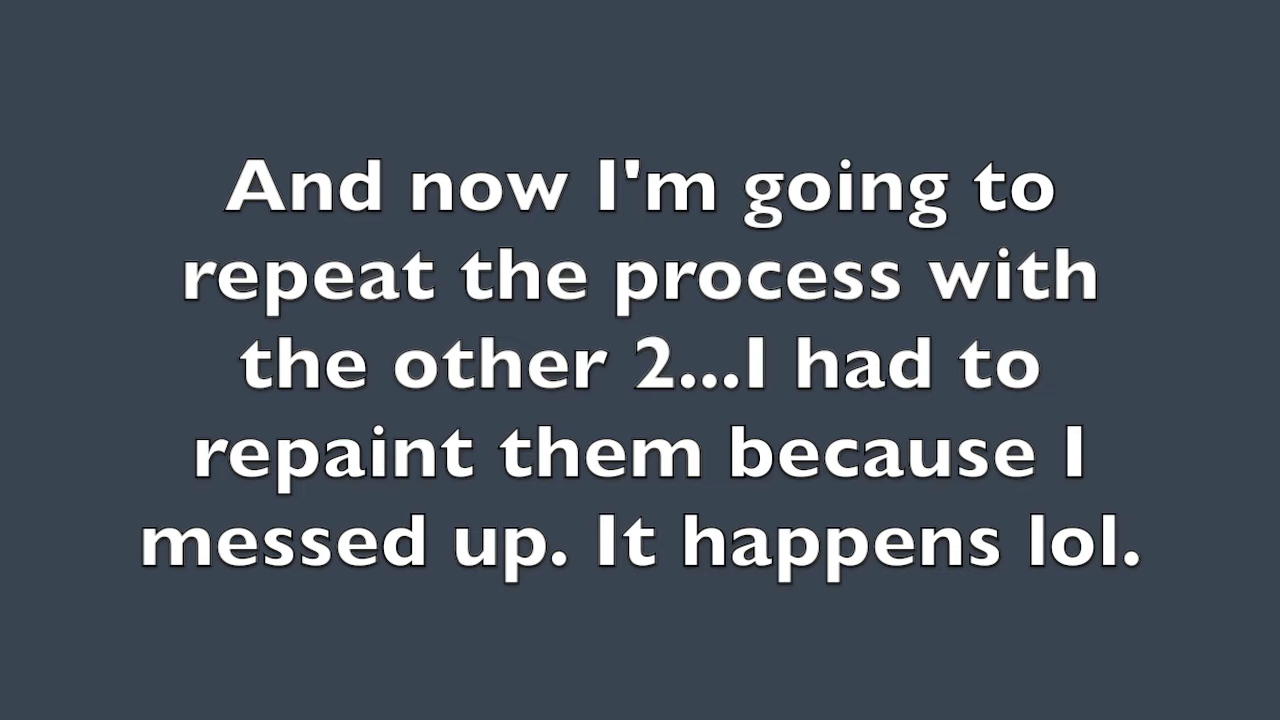 And now I'm going to
repeat the process with
the other 2...I had to
repaint them because I
messed up. It happens lol.